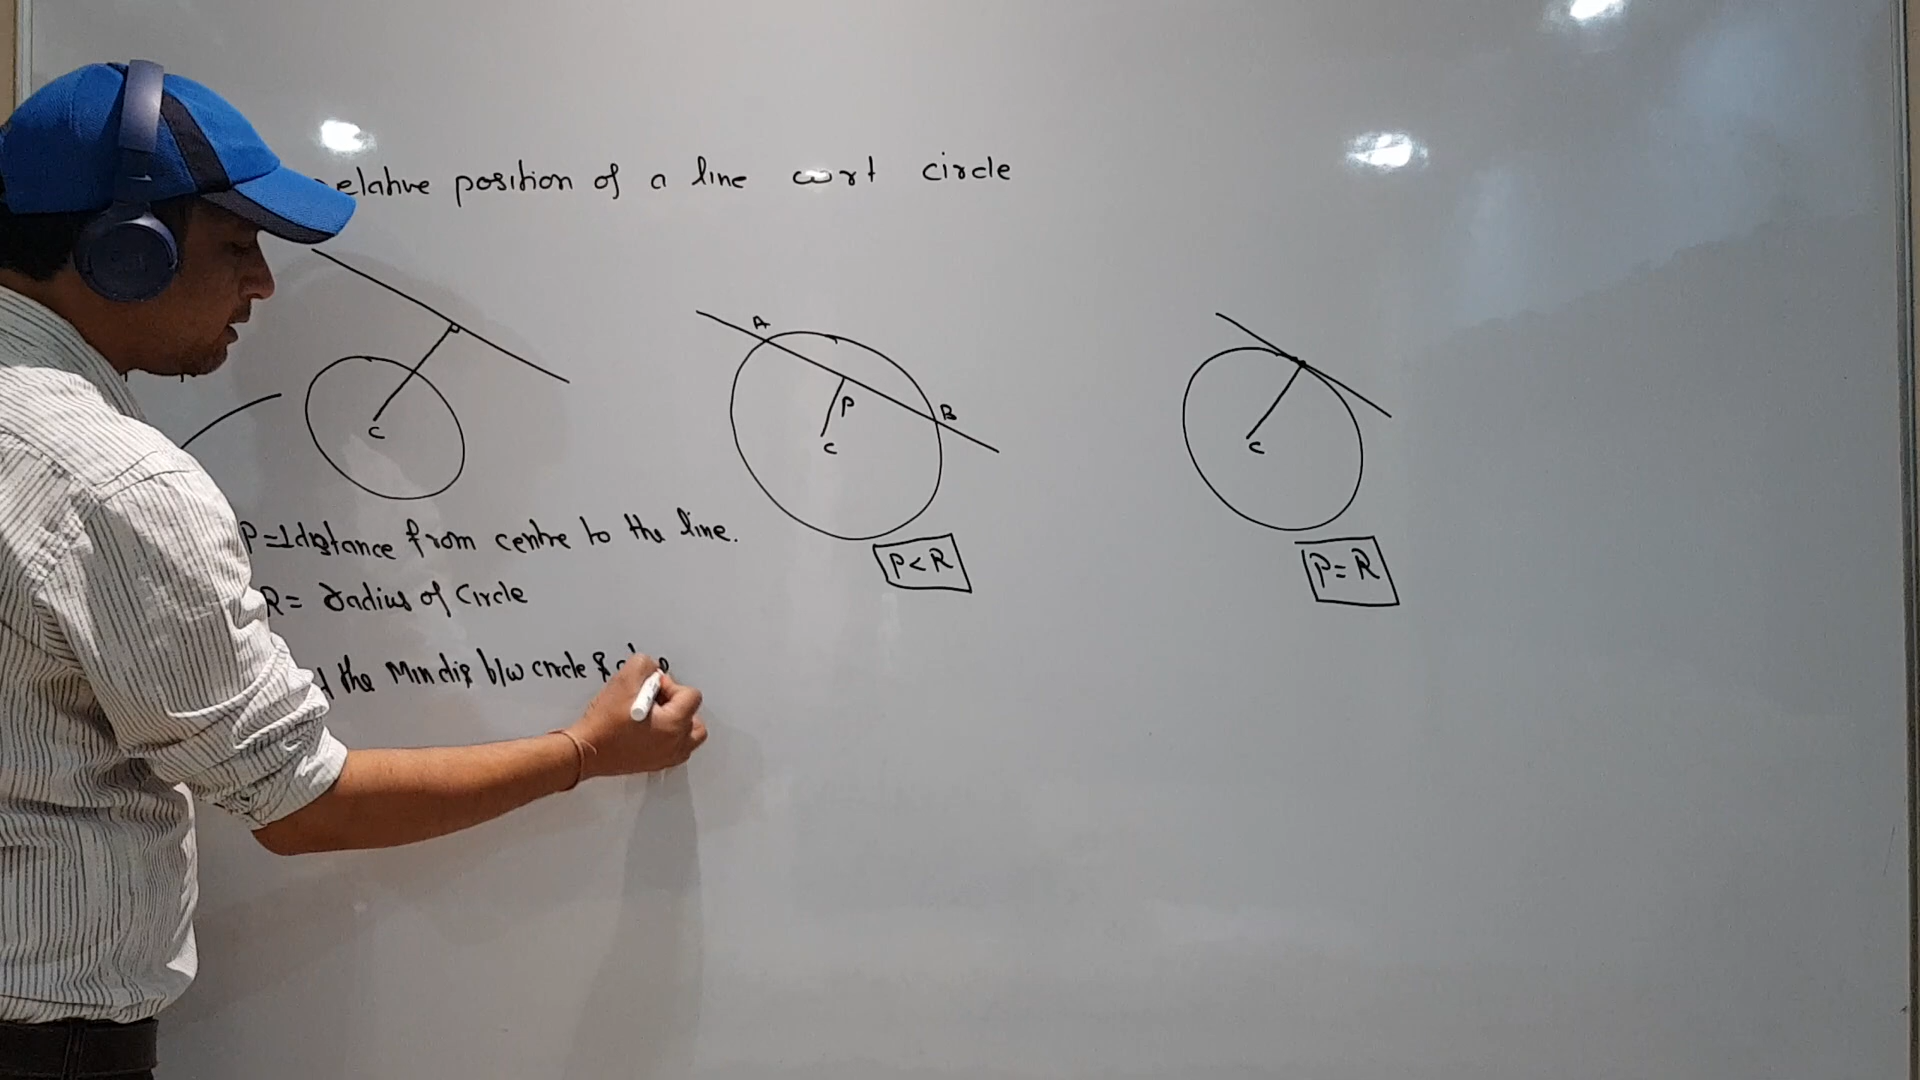 elative position of a line wrt circle
A
B
P
C
C
C
P=⊥distance from centre to the line.
P<R
P=R
R= radius of Circle
the Min dis b/w circle &